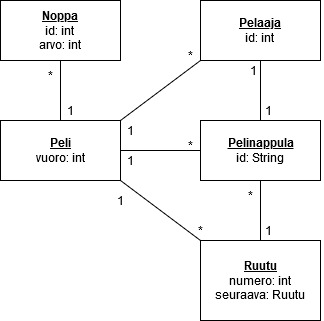 Noppa
id: int
arvo: int
Pelaaja
id: int
*
1
*
1
1
1
Peli
vuoro: int
1
*
Pelinappula
id: String
1
*
*
1
Ruutu
numero: int
seuraava: Ruutu